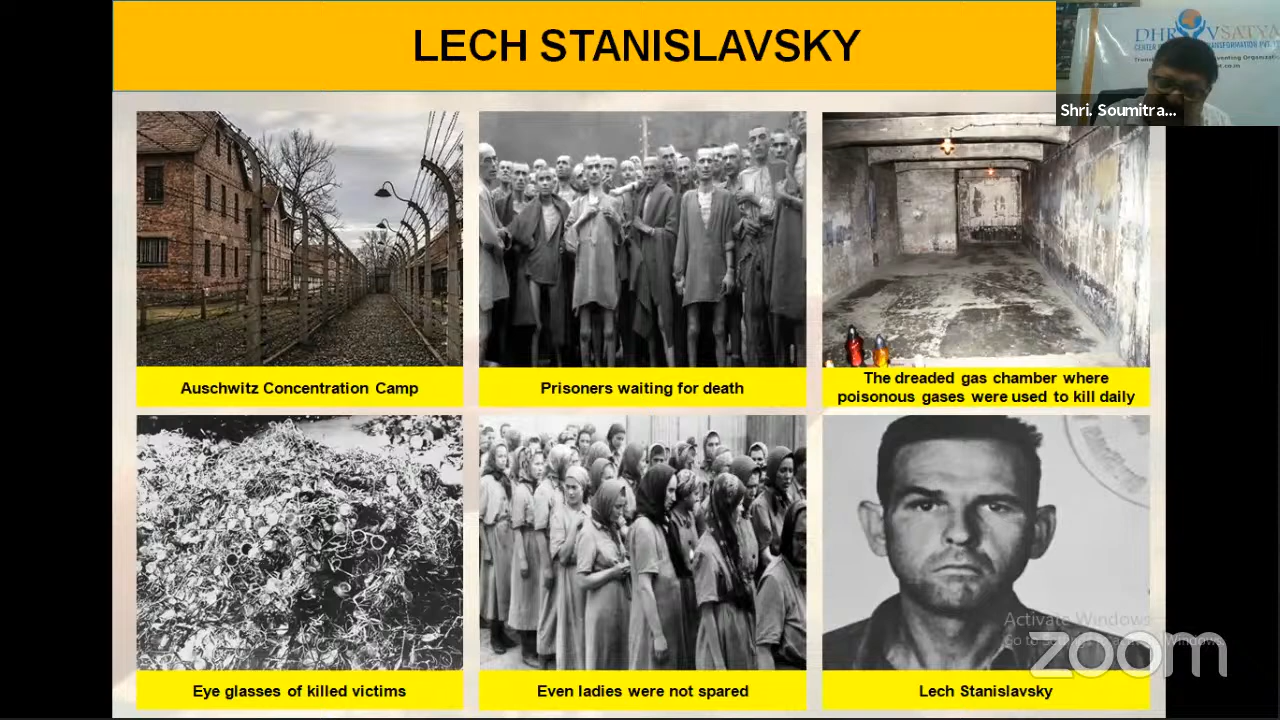 LECH STANISLAVSKY
Shri. Soumitra...
Auschwitz Concentration Camp
Prisoners waiting for death
The dreaded gas chamber where
poisonous gases were used to kill daily
Eye glasses of killed victims
Even ladies were not spared
Lech Stanislavsky
Activate Windows
zoom